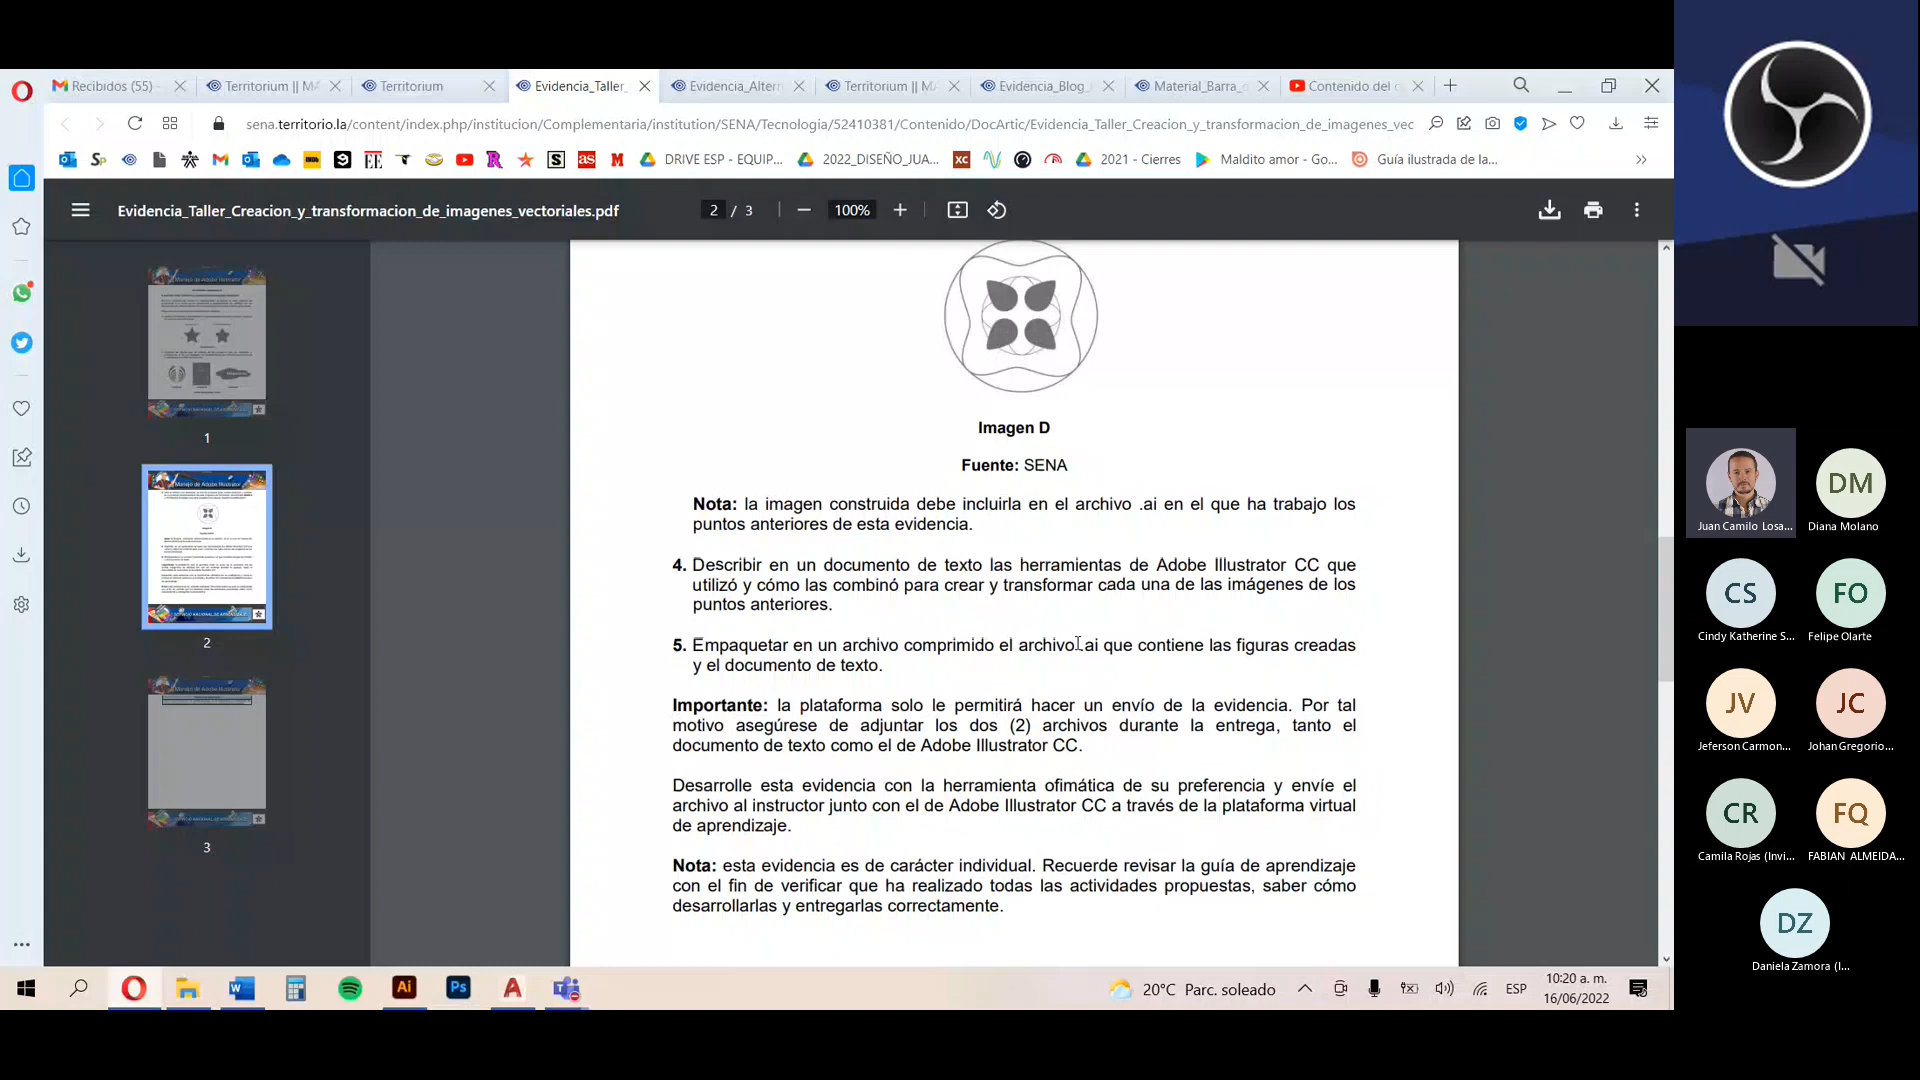 Recibidos (55)
Territorium || MA
Territorium
Evidencia_Taller_
Evidencia_Altern
Territorium || MA
Evidencia_Blog_
Material_Barra_
Contenido del c
sena.territorio.la/content/index.php/institucion/Complementaria/institution/SENA/Tecnologia/52410381/Contenido/DocArtic/Evidencia_Taller_Creacion_y_transformacion_de_imagenes_vec
DRIVE ESP - EQUIP...
2022_DISEÑO_JUA...
2021 - Cierres
Maldito amor - Go...
Guía ilustrada de la...
Evidencia_Taller_Creacion_y_transformacion_de_imagenes_vectoriales.pdf
2 / 3
100%
1
2
3
Imagen D
Fuente: SENA
Nota: la imagen construida debe incluirla en el archivo .ai en el que ha trabajo los
puntos anteriores de esta evidencia.
4. Describir en un documento de texto las herramientas de Adobe Illustrator CC que
utilizó y cómo las combinó para crear y transformar cada una de las imágenes de los
puntos anteriores.
5. Empaquetar en un archivo comprimido el archivo .ai que contiene las figuras creadas
y el documento de texto.
Importante: la plataforma solo le permitirá hacer un envío de la evidencia. Por tal
motivo asegúrese de adjuntar los dos (2) archivos durante la entrega, tanto el
documento de texto como el de Adobe Illustrator CC.
Desarrolle esta evidencia con la herramienta ofimática de su preferencia y envíe el
archivo al instructor junto con el de Adobe Illustrator CC a través de la plataforma virtual
de aprendizaje.
Nota: esta evidencia es de carácter individual. Recuerde revisar la guía de aprendizaje
con el fin de verificar que ha realizado todas las actividades propuestas, saber cómo
desarrollarlas y entregarlas correctamente.
Juan Camilo Losa...
DM
Diana Molano
CS
Cindy Katherine S...
FO
Felipe Olarte
JV
Jeferson Carmon...
JC
Johan Gregorio...
CR
Camila Rojas (Invi...
FQ
FABIAN ALMEIDA...
DZ
Daniela Zamora (I...
20°C Parc. soleado
ESP
10:20 a. m.
16/06/2022